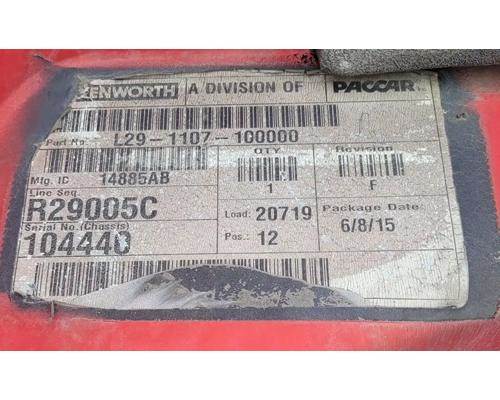 KENWORTH A DIVISION OF PACCAR
Part No. L29-1107-100000
QTY
1
Revision
F
Mfg. ID 14885AB
Line Seq.
R29005C
Load: 20719
Package Date:
6/8/15
Serial No. (Chassis)
104440
Pos.: 12